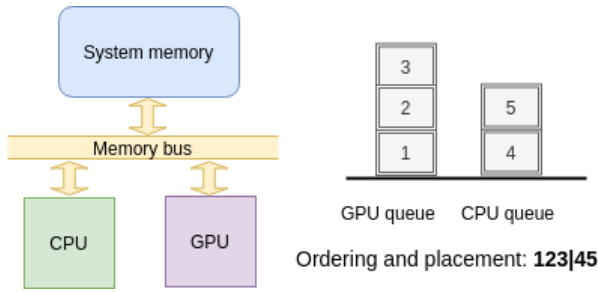 System memory
Memory bus
CPU
GPU
3
2
5
1
4
GPU queue
CPU queue
Ordering and placement: 123|45